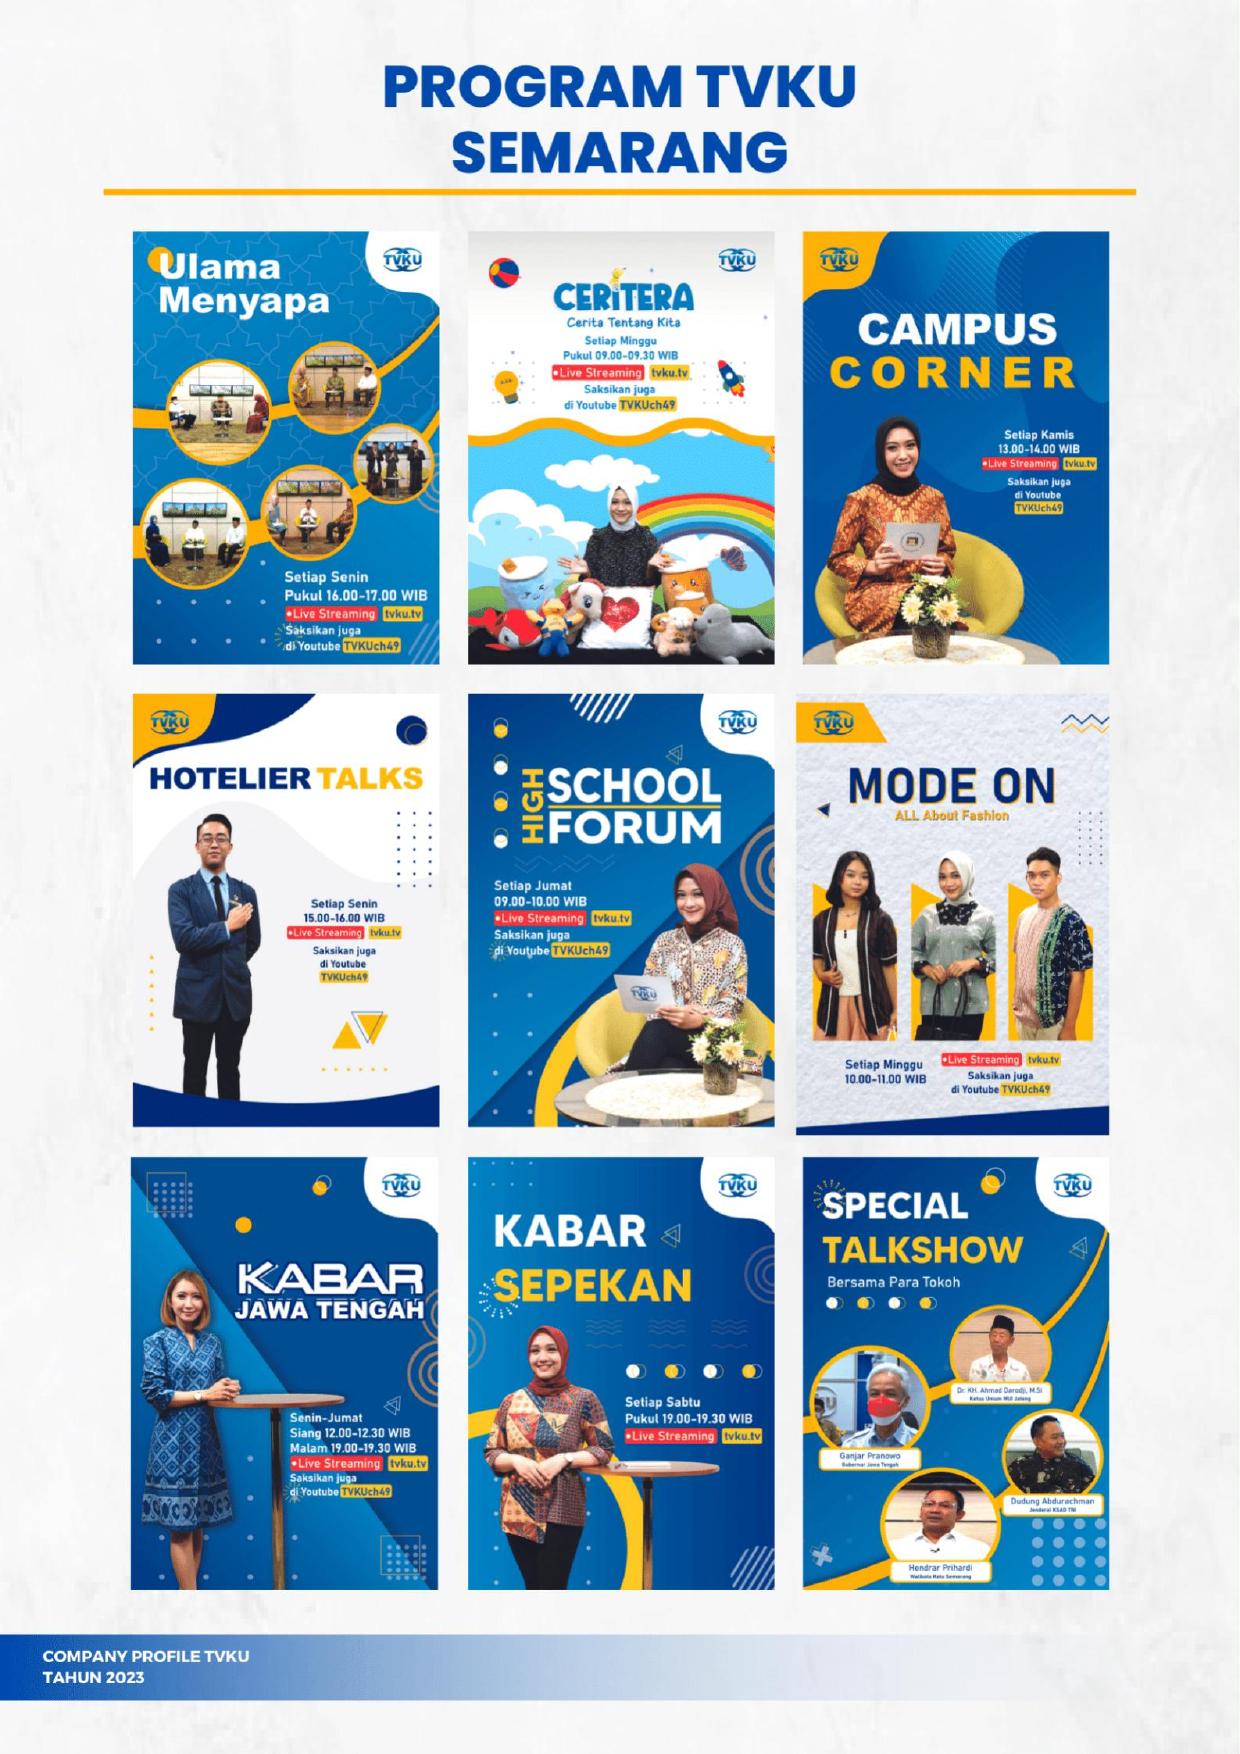 PROGRAM TVKU
SEMARANG
Ulama
Menyapa
TVKU
Setiap Senin
Pukul 16.00-17.00 WIB
•Live Streaming tvku.tv
Saksikan juga
di Youtube TVKUch49
TVKU
CERITERA
Cerita Tentang Kita
Setiap Minggu
Pukul 09.00-09.30 WIB
•Live Streaming tvku.tv
Saksikan juga
di Youtube TVKUch49
TVKU
CAMPUS
CORNER
Setiap Kamis
13.00-14.00 WIB
•Live Streaming tvku.tv
Saksikan juga
di Youtube
TVKUch49
TVKU
HOTELIER TALKS
Setiap Senin
15.00-16.00 WIB
•Live Streaming tvku.tv
Saksikan juga
di Youtube
TVKUch49
TVKU
HIGH SCHOOL
FORUM
Setiap Jumat
09.00-10.00 WIB
•Live Streaming tvku.tv
Saksikan juga
di Youtube TVKUch49
TVKU
TVKU
MODE ON
ALL About Fashion
Setiap Minggu
10.00-11.00 WIB
•Live Streaming tvku.tv
Saksikan juga
di Youtube TVKUch49
TVKU
KABAR
JAWA TENGAH
Senin-Jumat
Siang 12.00-12.30 WIB
Malam 19.00-19.30 WIB
•Live Streaming tvku.tv
Saksikan juga
di Youtube TVKUch49
TVKU
KABAR
SEPEKAN
Setiap Sabtu
Pukul 19.00-19.30 WIB
•Live Streaming tvku.tv
TVKU
SPECIAL
TALKSHOW
Bersama Para Tokoh
Dr. KH. Ahmad Darodji, M.Si
Ketua Umum MUI Jateng
Ganjar Pranowo
Gubernur Jawa Tengah
Dudung Abdurachman
Jenderal KSAD TNI
Hendrar Prihardi
Walikota Kota Semarang
COMPANY PROFILE TVKU
TAHUN 2023